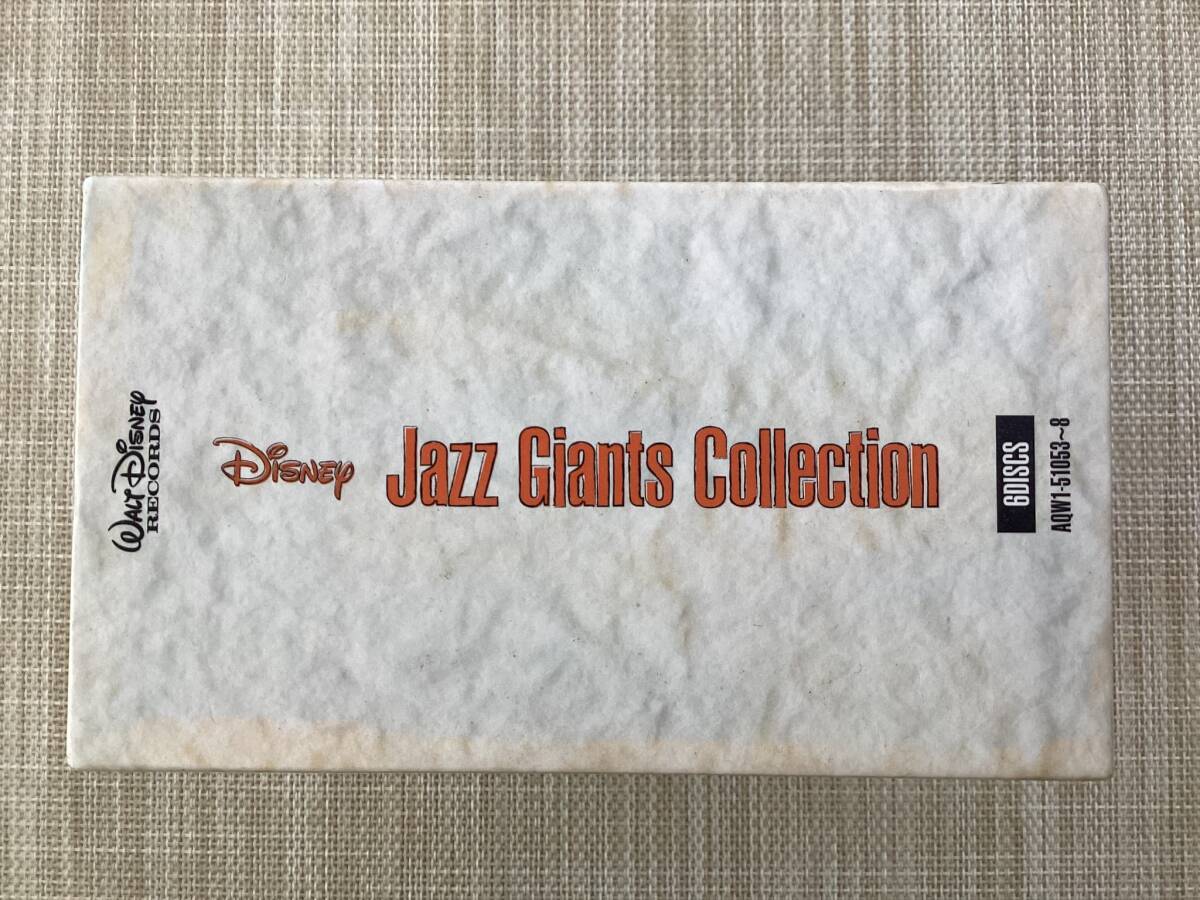 WALT DISNEY
RECORDS
DISNEY Jazz Giants Collection
6DISCS
AQW1-51053~8